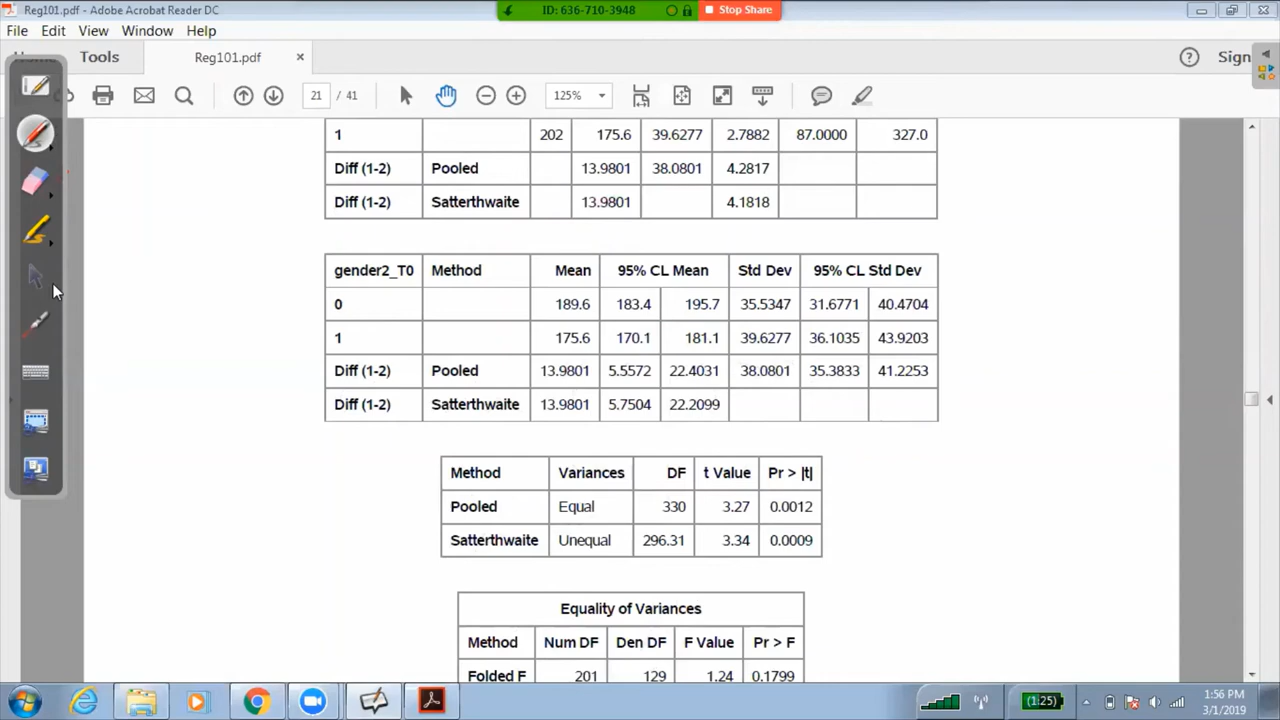 Reg101.pdf - Adobe Acrobat Reader DC
ID: 636-710-3948
Stop Share
File Edit View Window Help
Tools
Reg101.pdf ×
? Sign
21 / 41
125%
1 202 175.6 39.6277 2.7882 87.0000 327.0
Diff (1-2) Pooled 13.9801 38.0801 4.2817
Diff (1-2) Satterthwaite 13.9801 4.1818
gender2_T0 Method Mean 95% CL Mean Std Dev 95% CL Std Dev
0 189.6 183.4 195.7 35.5347 31.6771 40.4704
1 175.6 170.1 181.1 39.6277 36.1035 43.9203
Diff (1-2) Pooled 13.9801 5.5572 22.4031 38.0801 35.3833 41.2253
Diff (1-2) Satterthwaite 13.9801 5.7504 22.2099
Method Variances DF t Value Pr > |t|
Pooled Equal 330 3.27 0.0012
Satterthwaite Unequal 296.31 3.34 0.0009
Equality of Variances
Method Num DF Den DF F Value Pr > F
Folded F 201 129 1.24 0.1799
(1:25)
1:56 PM
3/1/2019